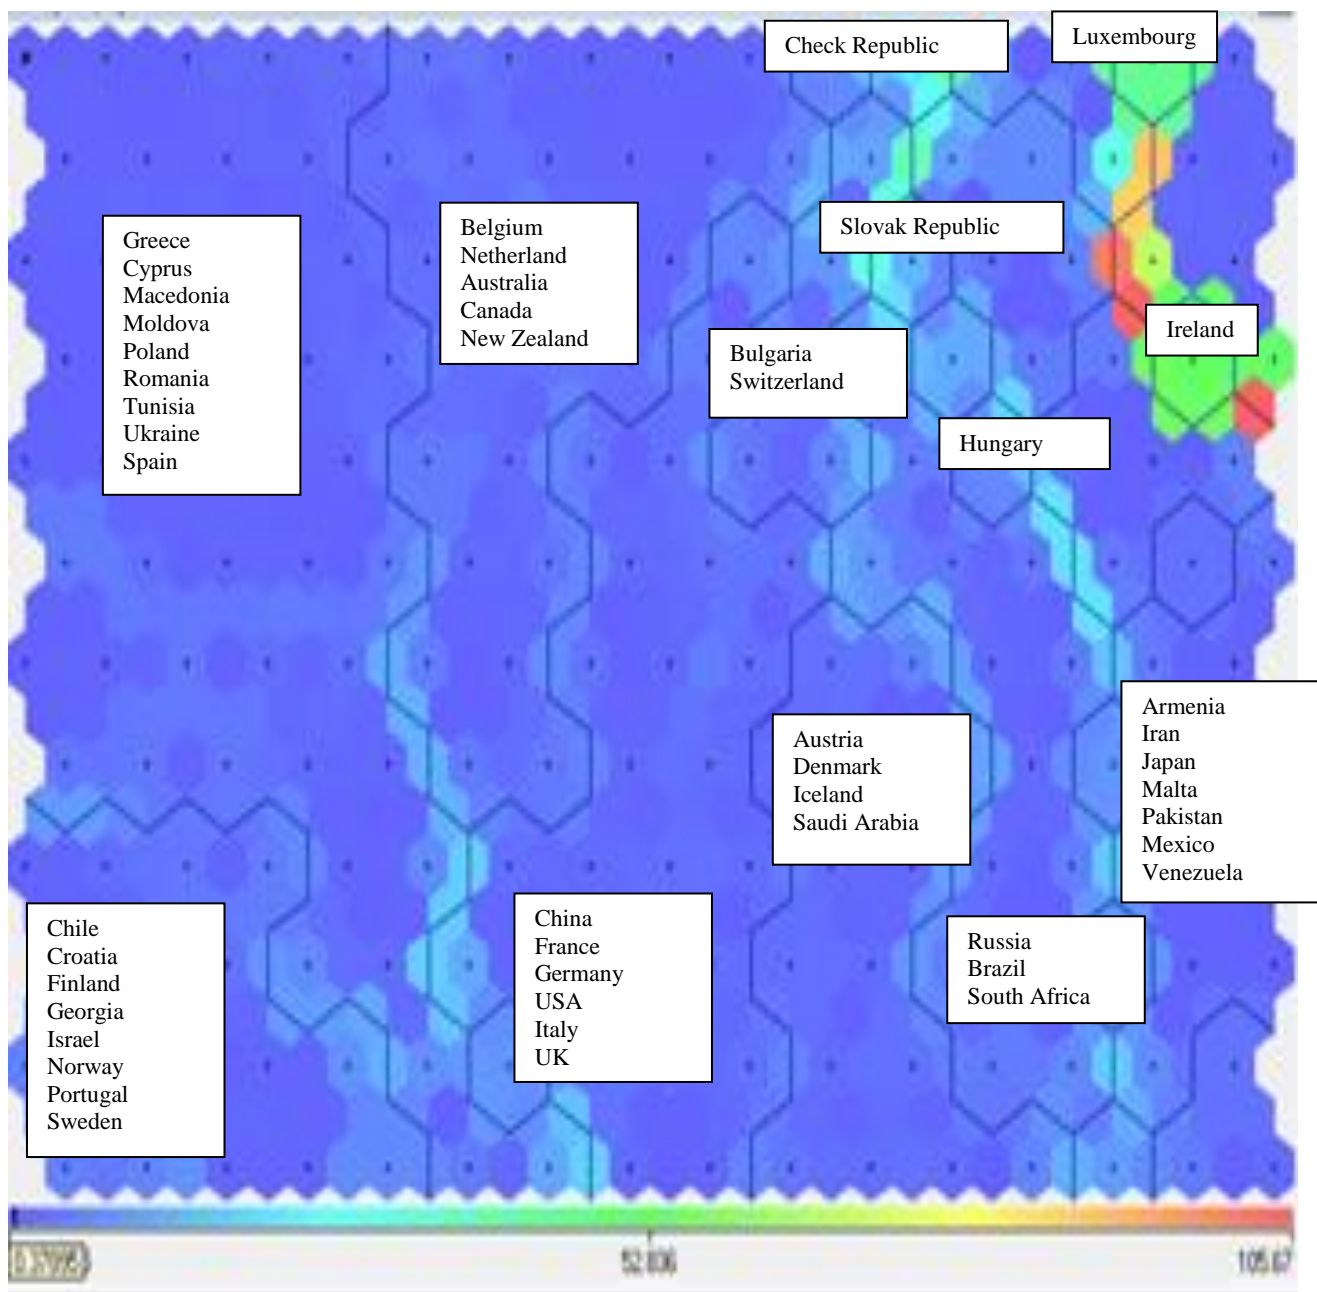 Check Republic
Luxembourg
Greece
Cyprus
Macedonia
Moldova
Poland
Romania
Tunisia
Ukraine
Spain
Belgium
Netherland
Australia
Canada
New Zealand
Slovak Republic
Ireland
Bulgaria
Switzerland
Hungary
Armenia
Iran
Japan
Malta
Pakistan
Mexico
Venezuela
Austria
Denmark
Iceland
Saudi Arabia
Chile
Croatia
Finland
Georgia
Israel
Norway
Portugal
Sweden
China
France
Germany
USA
Italy
UK
Russia
Brazil
South Africa
52.836
105.67